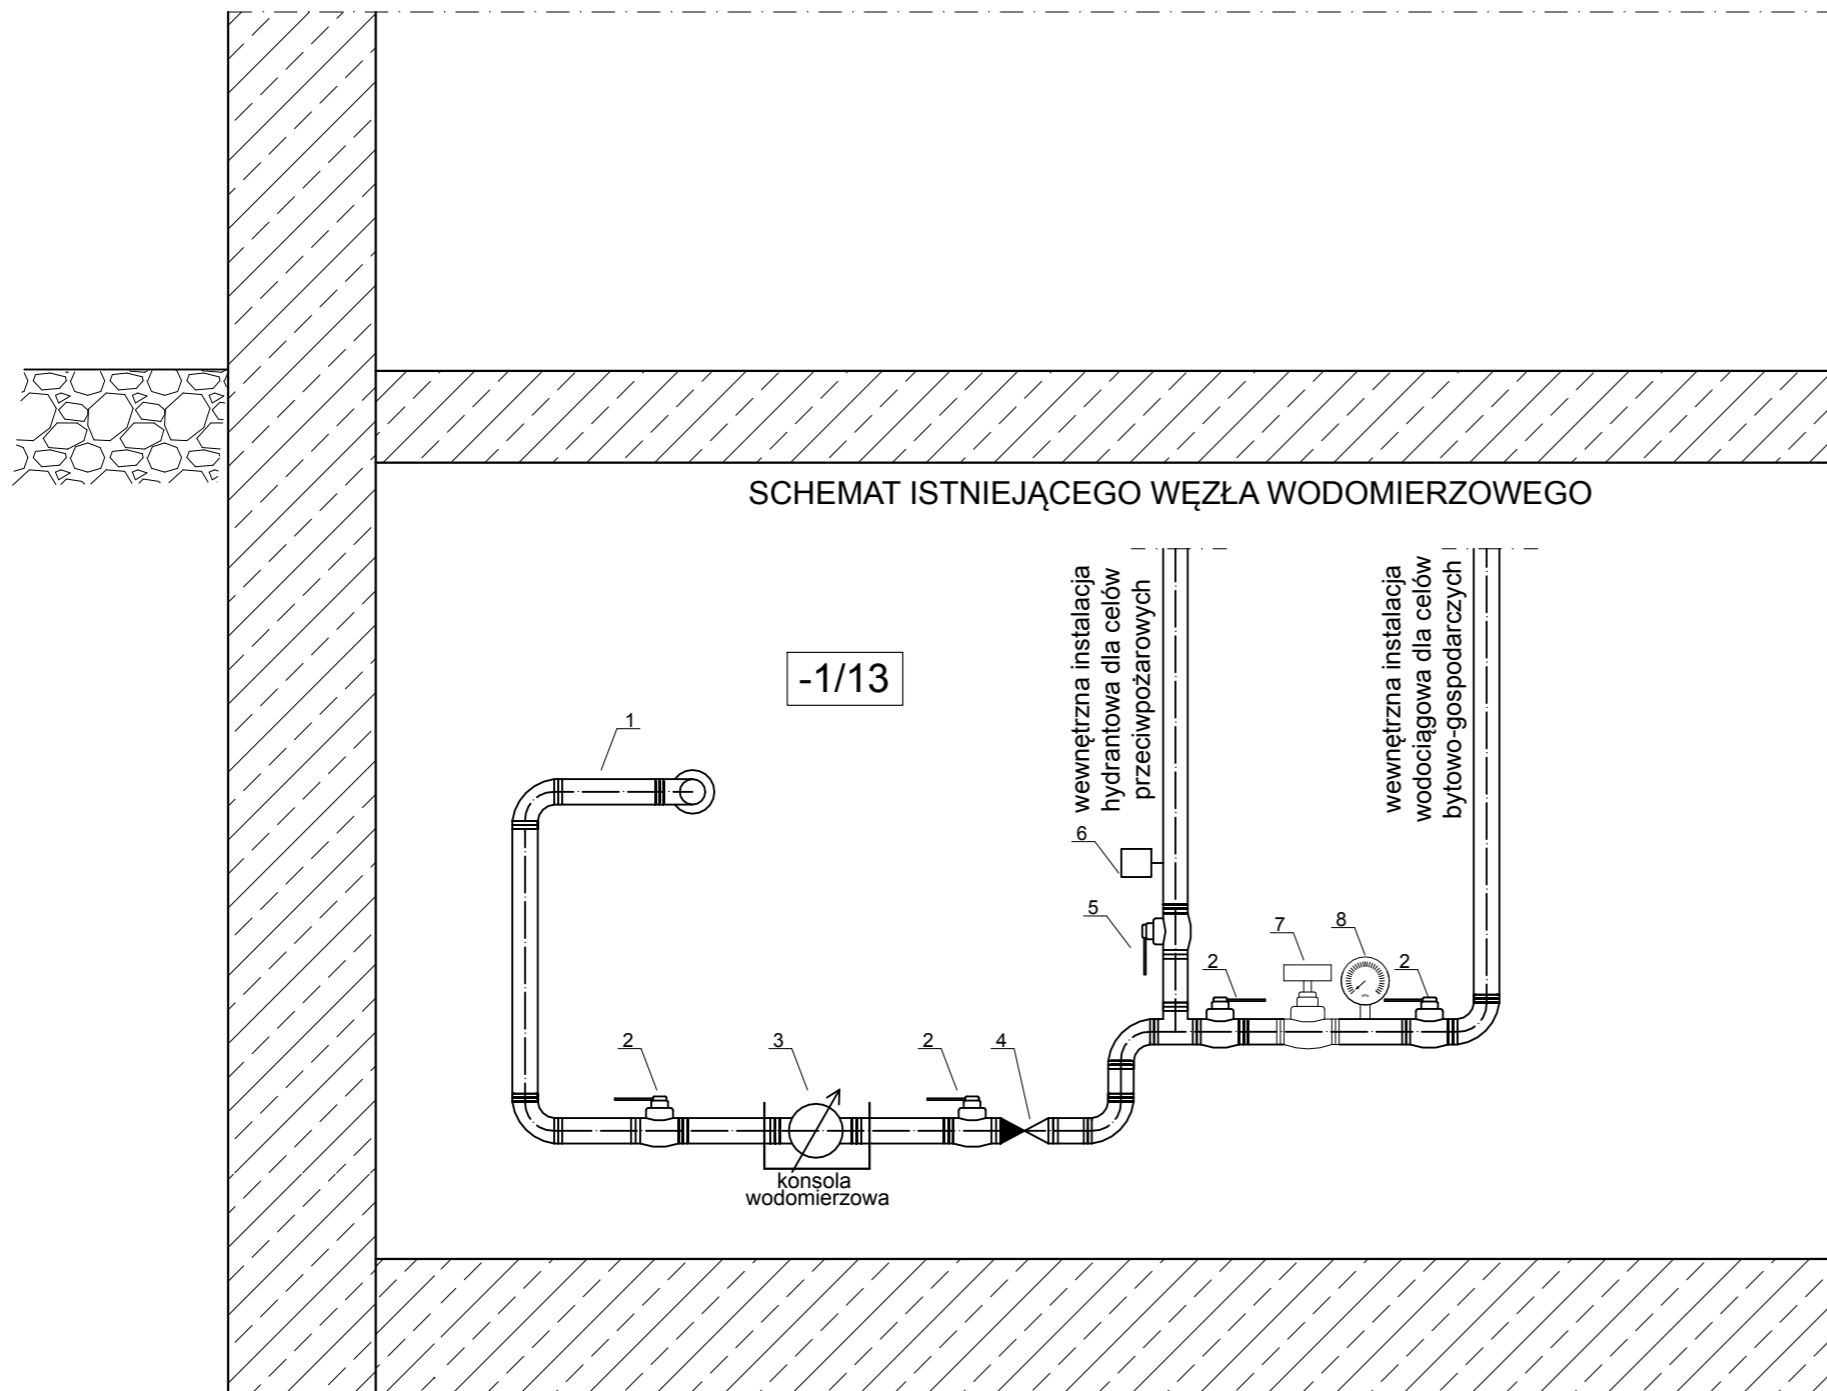 SCHEMAT ISTNIEJĄCEGO WĘZŁA WODOMIERZOWEGO
wewnętrzna instalacja
hydrantowa dla celów
przeciwpożarowych
wewnętrzna instalacja
wodociągowa dla celów
bytowo-gospodarczych
-1/13
1
6
5
7
8
2
2
2
3
2
4
konsola
wodomierzowa